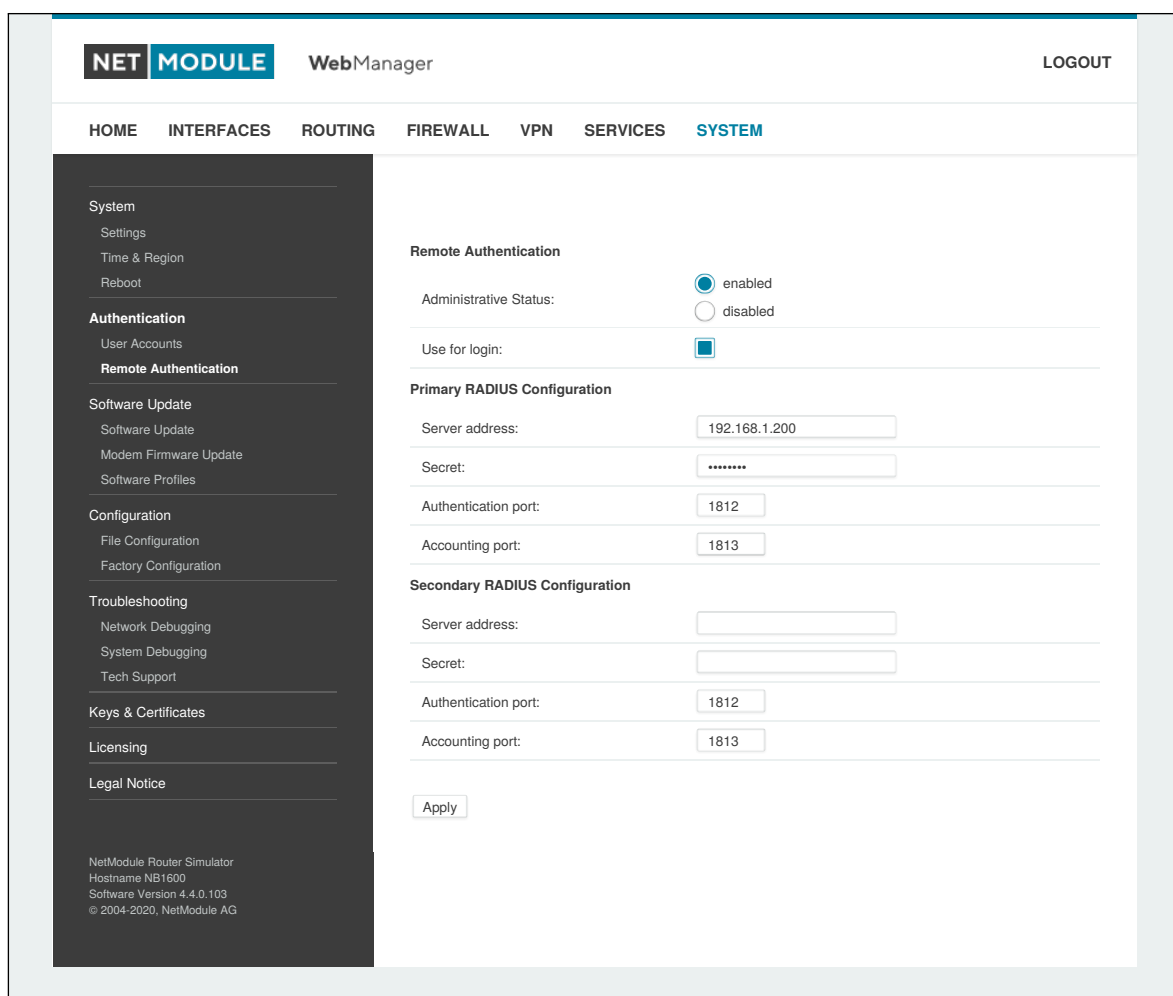 NET MODULE WebManager LOGOUT
HOME INTERFACES ROUTING FIREWALL VPN SERVICES SYSTEM
System
Settings
Time & Region
Reboot
Authentication
User Accounts
Remote Authentication
Software Update
Software Update
Modem Firmware Update
Software Profiles
Configuration
File Configuration
Factory Configuration
Troubleshooting
Network Debugging
System Debugging
Tech Support
Keys & Certificates
Licensing
Legal Notice
NetModule Router Simulator
Hostname NB1600
Software Version 4.4.0.103
© 2004-2020, NetModule AG
Remote Authentication
Administrative Status:
enabled
disabled
Use for login:
Primary RADIUS Configuration
Server address: 192.168.1.200
Secret: ••••••••
Authentication port: 1812
Accounting port: 1813
Secondary RADIUS Configuration
Server address:
Secret:
Authentication port: 1812
Accounting port: 1813
Apply